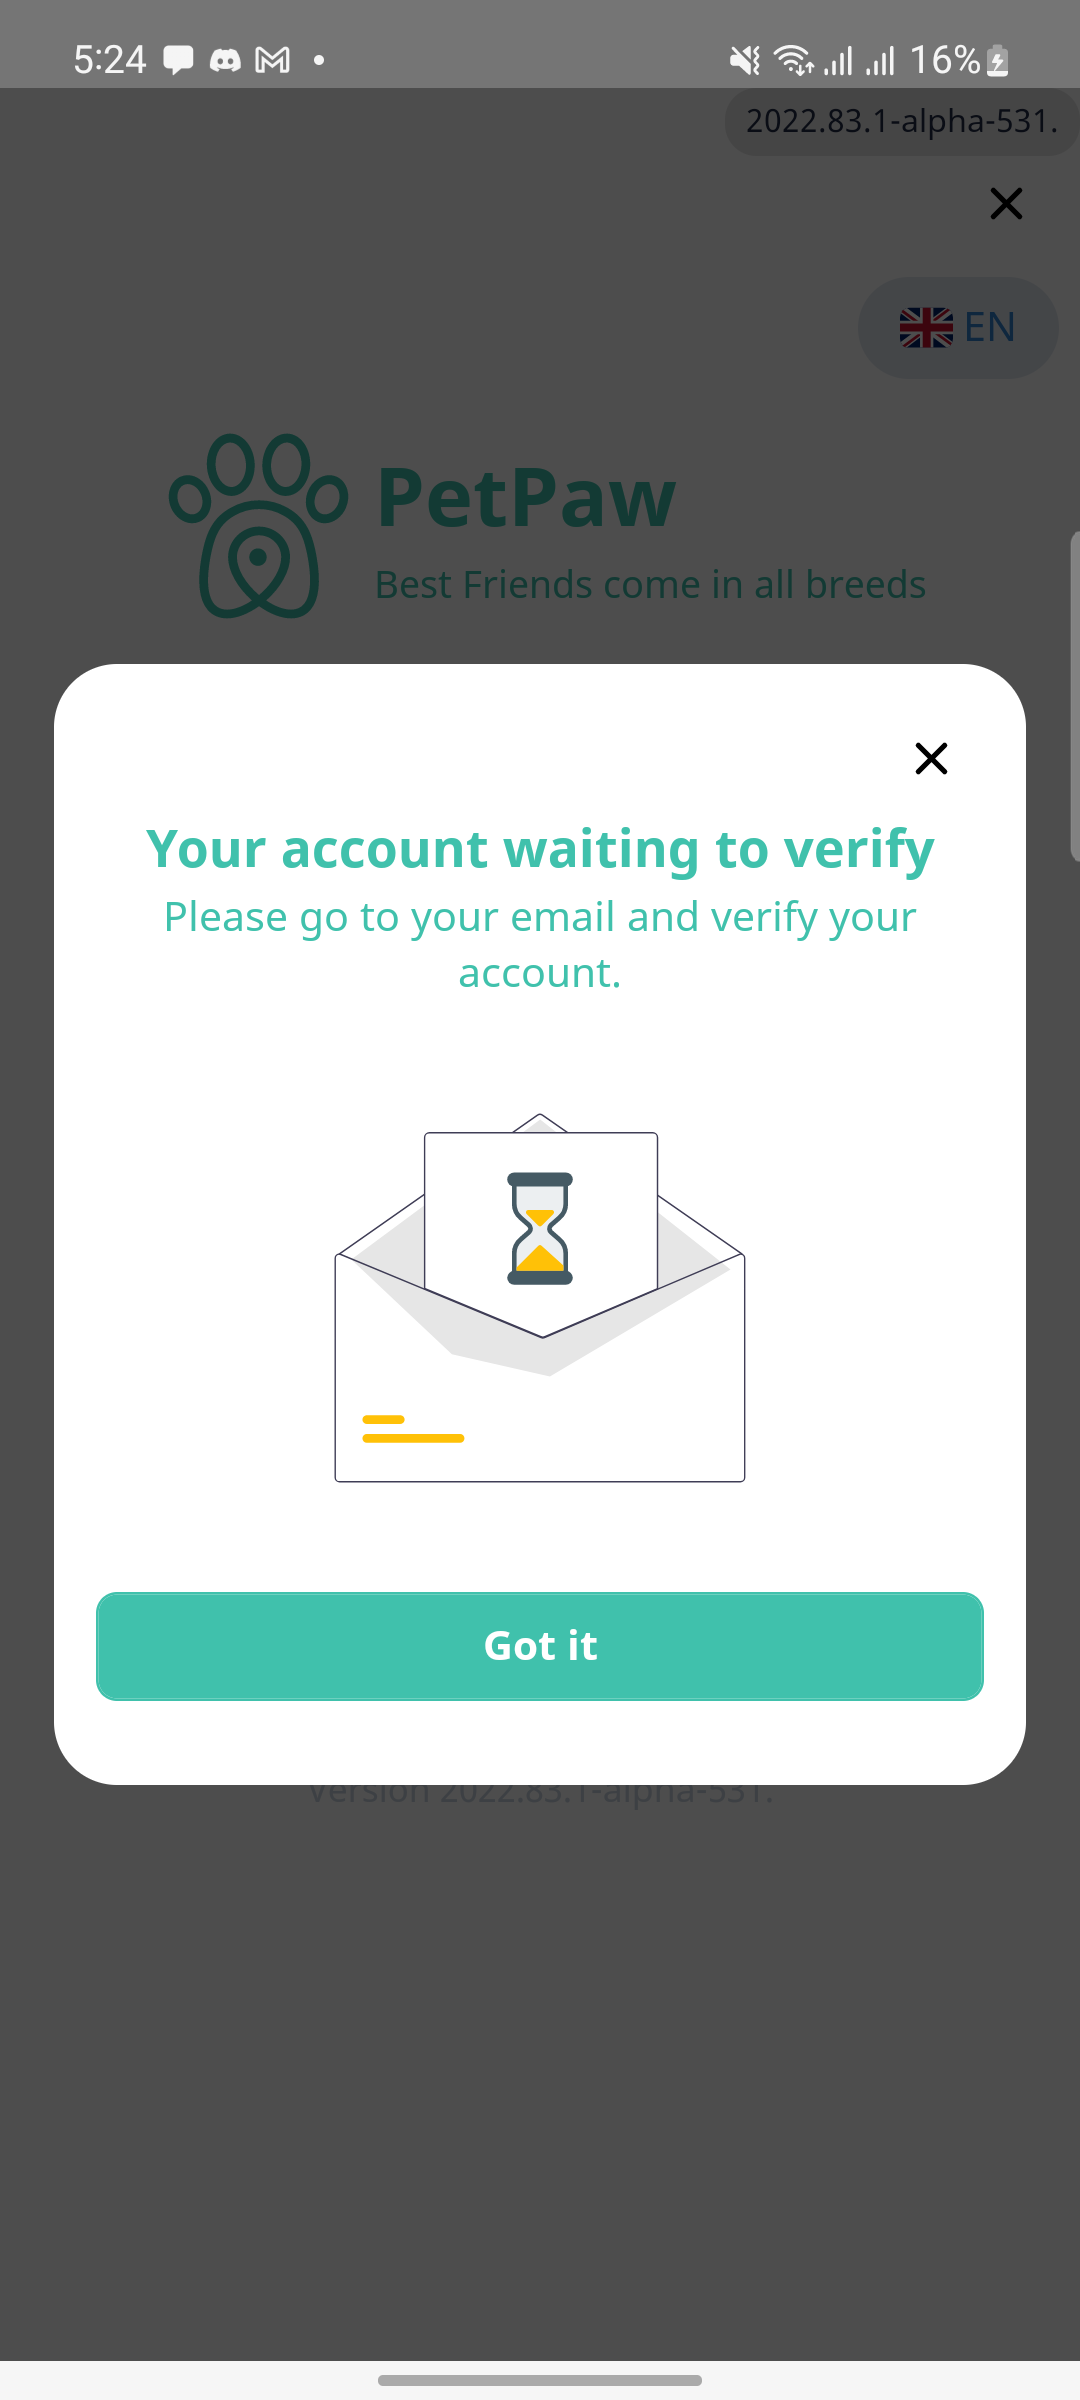 5:24
16%
2022.83.1-alpha-531.
EN
PetPaw
Best Friends come in all breeds
Your account waiting to verify
Please go to your email and verify your
account.
Got it
Version 2022.83.1-alpha-531.